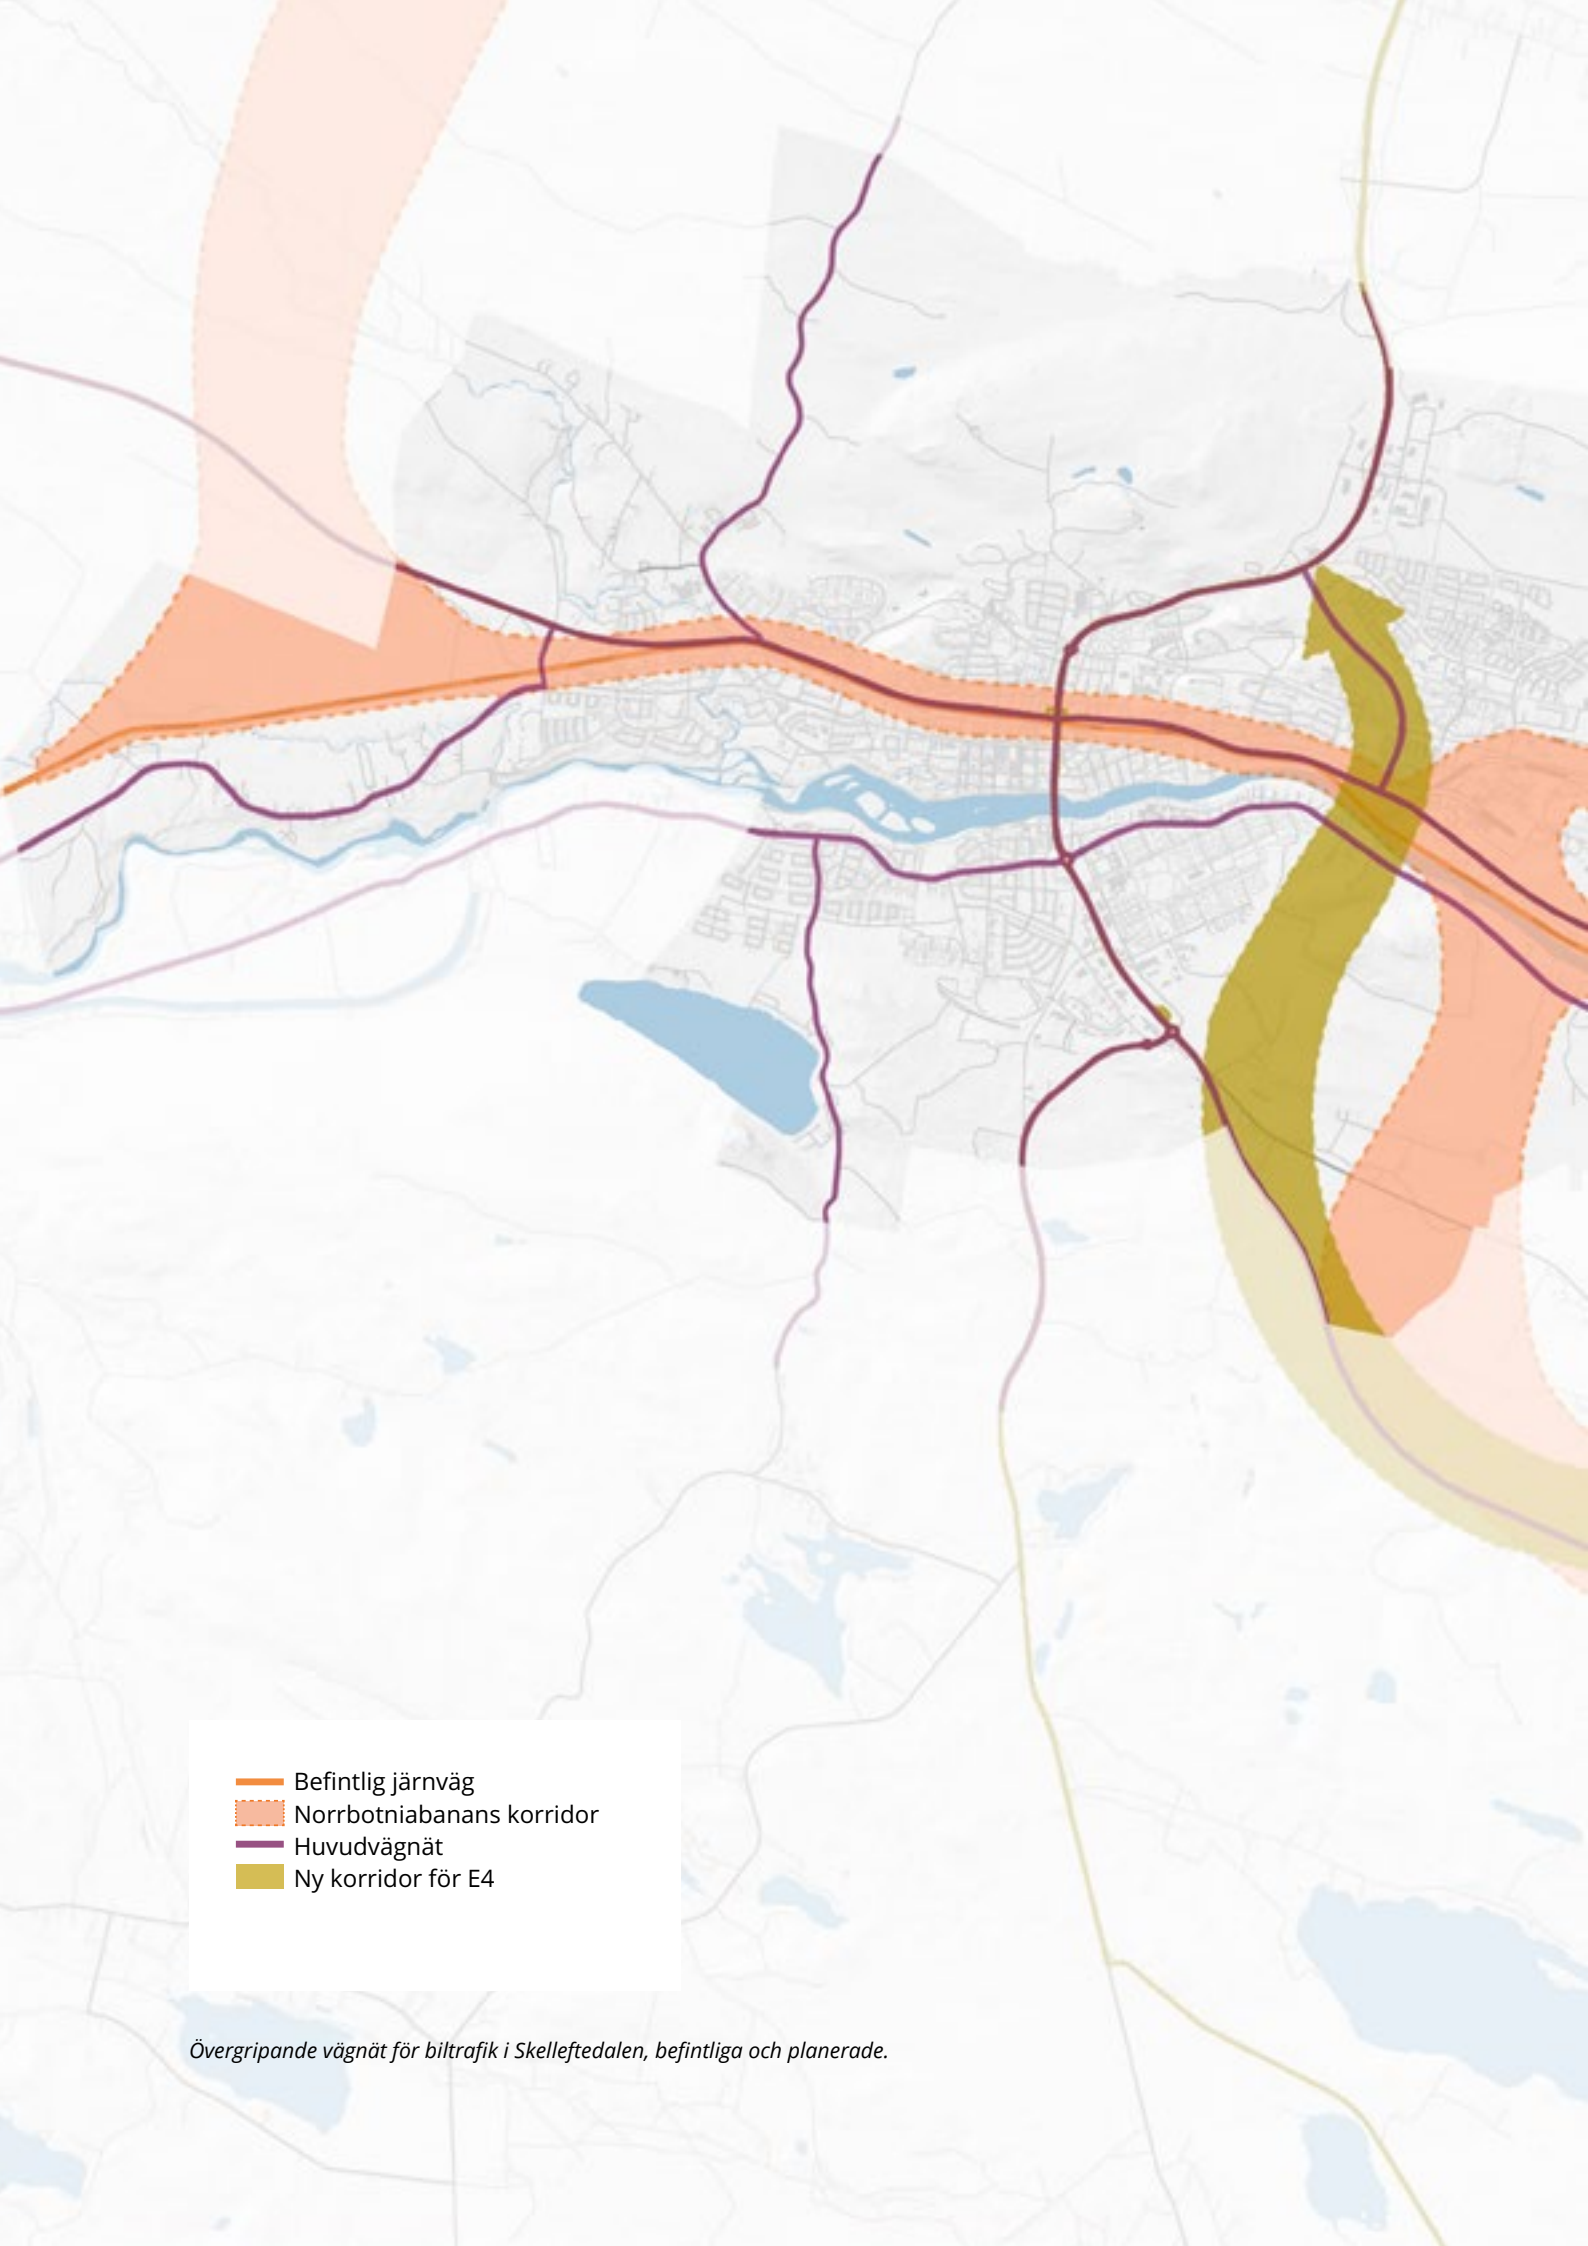 Befintlig järnväg
Norrbotniabanans korridor
Huvudvägnät
Ny korridor för E4
Övergripande vägnät för biltrafik i Skelleftedalen, befintliga och planerade.